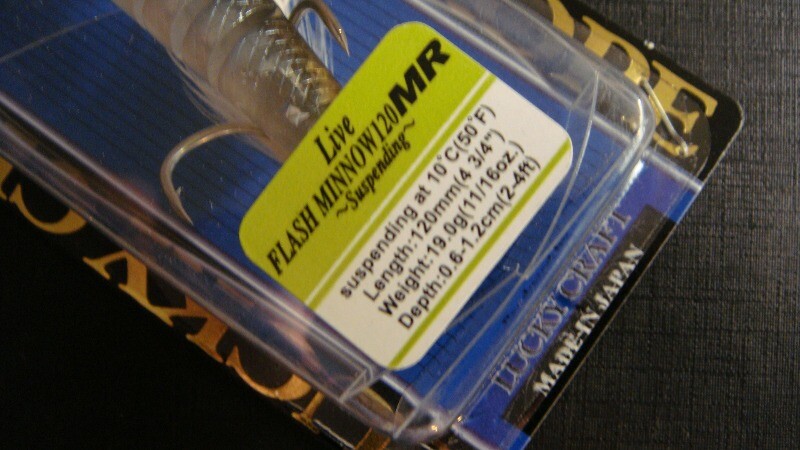 Live
FLASH MINNOW120MR
~Suspending~
suspending at 10°C(50°F)
Length:120mm(4 3/4")
Weight:19.0g(11/16oz.)
Depth:0.6-1.2cm(2-4ft)
LUCKY CRAFT
MADE IN JAPAN